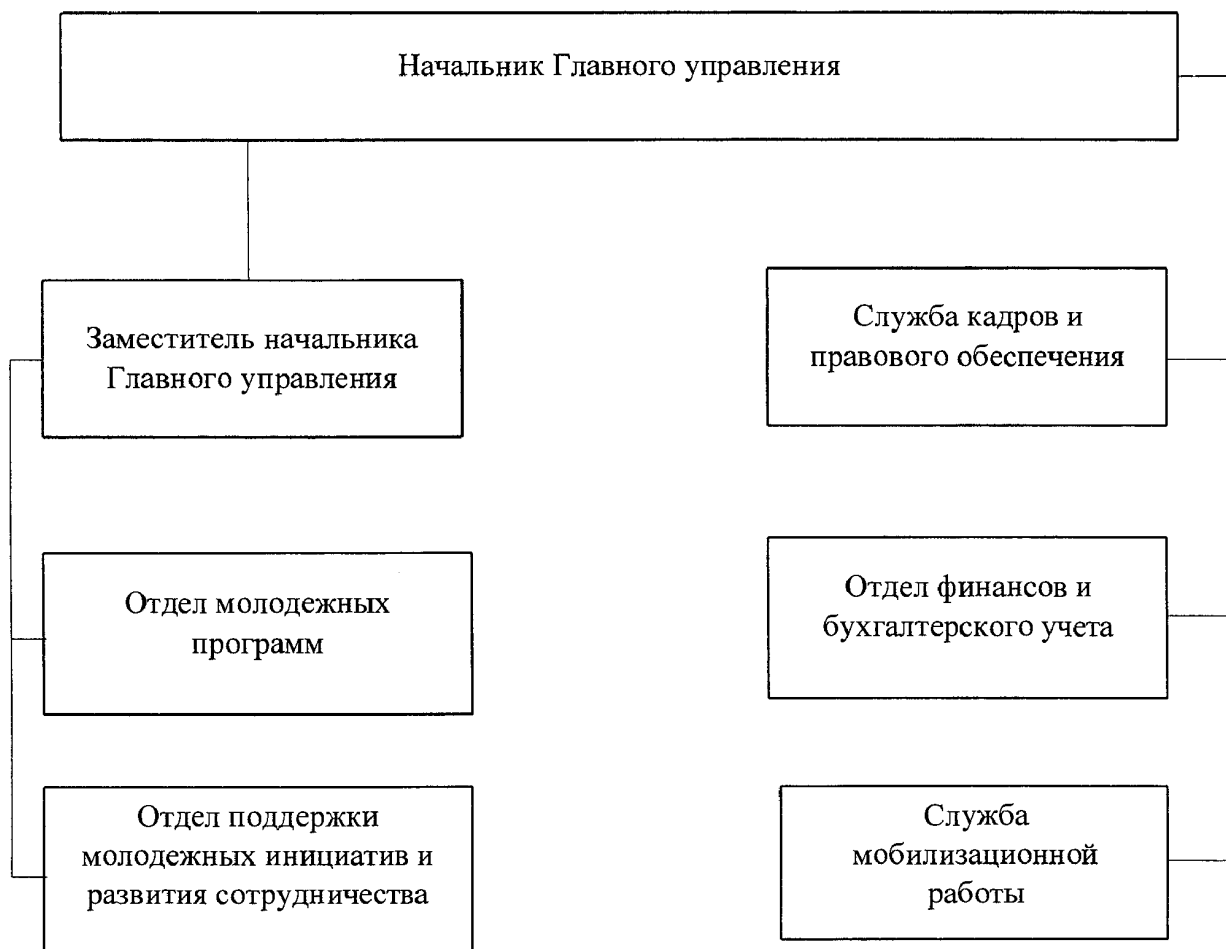 Начальник Главного управления
Заместитель начальника
Главного управления
Служба кадров и
правового обеспечения
Отдел молодежных
программ
Отдел финансов и
бухгалтерского учета
Отдел поддержки
молодежных инициатив и
развития сотрудничества
Служба
мобилизационной
работы